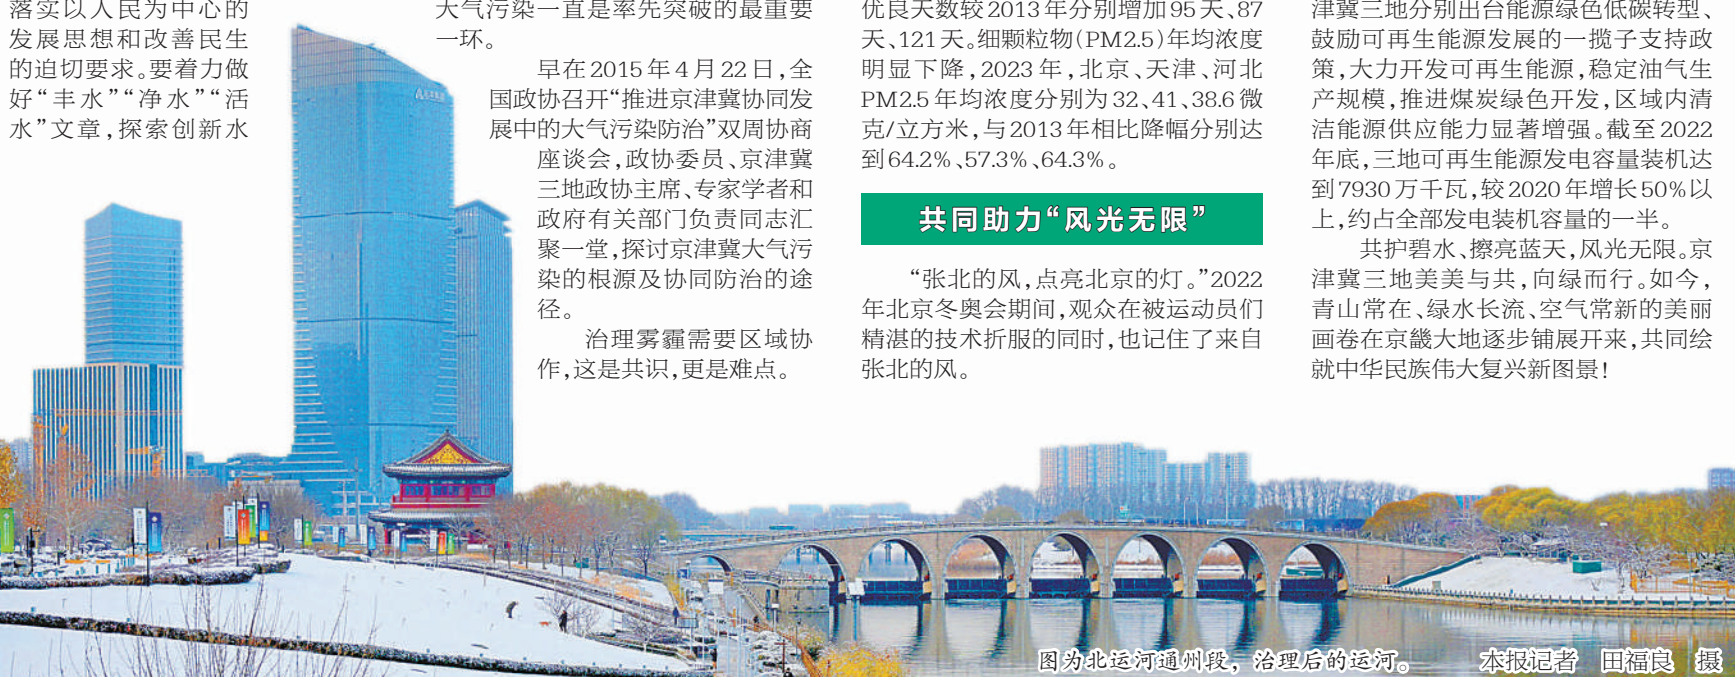 落实以人民为中心的
发展思想和改善民生
的迫切要求。要着力做
好“丰水”“净水”“活
水”文章，探索创新水
大气污染一直是率先突破的最重要
一环。
早在2015年4月22日，全
国政协召开“推进京津冀协同发
展中的大气污染防治”双周协商
座谈会，政协委员、京津冀
三地政协主席、专家学者和
政府有关部门负责同志汇
聚一堂，探讨京津冀大气污
染的根源及协同防治的途
径。
治理雾霾需要区域协
作，这是共识，更是难点。
优良天数较2013年分别增加95天、87
天、121天。细颗粒物（PM2.5）年均浓度
明显下降，2023年，北京、天津、河北
PM2.5年均浓度分别为32、41、38.6微
克/立方米，与2013年相比降幅分别达
到64.2%、57.3%、64.3%。
共同助力“风光无限”
“张北的风，点亮北京的灯。”2022
年北京冬奥会期间，观众在被运动员们
精湛的技术折服的同时，也记住了来自
张北的风。
津冀三地分别出台能源绿色低碳转型、
鼓励可再生能源发展的一揽子支持政
策，大力开发可再生能源，稳定油气生
产规模，推进煤炭绿色开发，区域内清
洁能源供应能力显著增强。截至2022
年底，三地可再生能源发电容量装机达
到7930万千瓦，较2020年增长50%以
上，约占全部发电装机容量的一半。
共护碧水、擦亮蓝天，风光无限。京
津冀三地美美与共，向绿而行。如今，
青山常在、绿水长流、空气常新的美丽
画卷在京畿大地逐步铺展开来，共同绘
就中华民族伟大复兴新图景！
图为北运河通州段，治理后的运河。 本报记者 田福良 摄